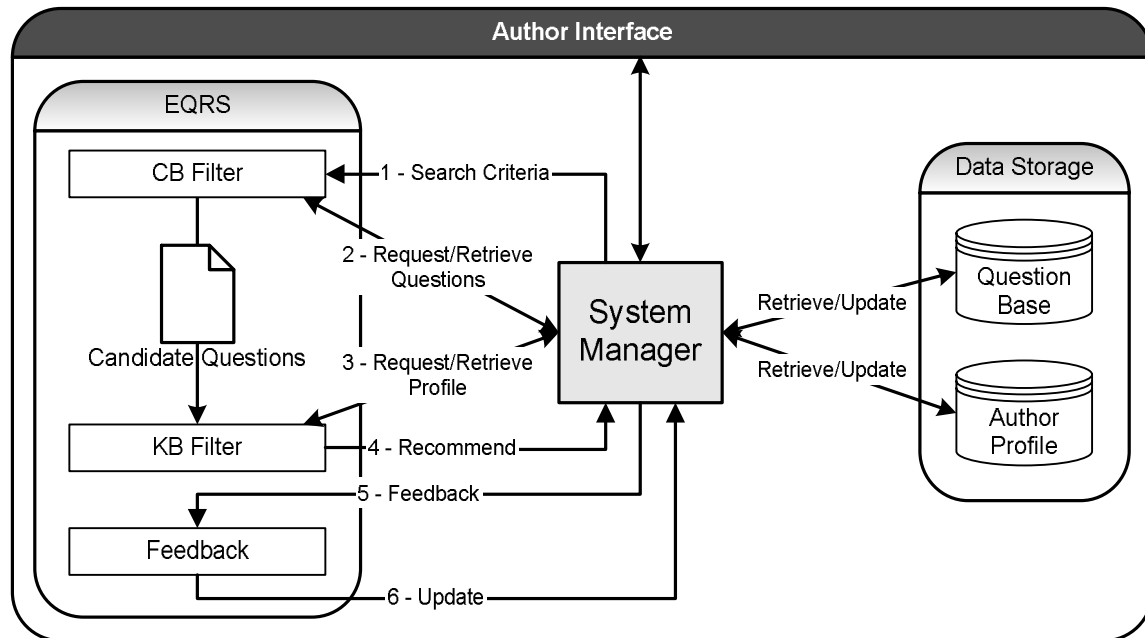 Author Interface
EQRS
CB Filter
1 - Search Criteria
Data Storage
2 - Request/Retrieve
Questions
System
Manager
Question
Base
Retrieve/Update
Candidate Questions
3 - Request/Retrieve
Profile
Retrieve/Update
Author
Profile
KB Filter
4 - Recommend
5 - Feedback
Feedback
6 - Update